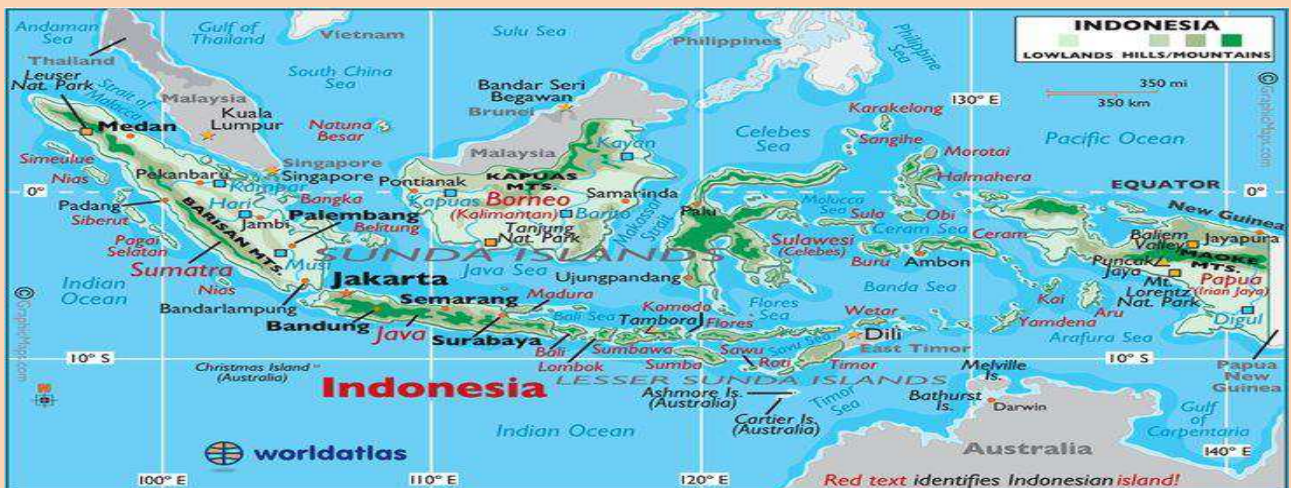 Andaman
Sea
Gulf of
Thailand
Vietnam
Sulu Sea
Philippines
Philippine
Sea
INDONESIA
LOWLANDS HILLS/MOUNTAINS
Thailand
Leuser
Nat. Park
South China
Sea
Bandar Seri
Begawan
Brunei
350 mi
350 km
130° E
© GraphicMaps.com
Strait of
Malacca
Malaysia
Kuala
Lumpur
Natuna
Besar
Karakelong
Celebes
Sea
Sangihe
Pacific Ocean
Medan
Kayan
Morotai
Simeulue
Singapore
Singapore
Malaysia
KAPUAS
MTS.
Halmahera
Nias
Pekanbaru
Kampar
Pontianak
Kapuas
Samarinda
EQUATOR
0°
0°
Padang
Siberut
Hari
Bangka
Borneo
(Kalimantan)
Barito
Makassar
Strait
Palu
Molucca
Sea
Sula
Obi
Ceram Sea
Ceram
New Guinea
BARISAN MTS.
Jambi
Palembang
Belitung
Tanjung
Nat. Park
Sulawesi
(Celebes)
Buru
Ambon
Baliem
Valley
Jayapura
Pagai
Selatan
Musi
SUNDA ISLANDS
Puncak
Jaya
MAOKE
MTS.
Sumatra
Jakarta
Java Sea
Ujungpandang
Banda Sea
Mt.
Lorentz
Nat. Park
Papua
(Irian Jaya)
Indian
Ocean
Nias
Bandarlampung
Semarang
Madura
Komodo
Flores
Sea
Wetar
Kai
Aru
Yamdena
Digul
© GraphicMaps.com
Bandung
Java
Surabaya
Bali Sea
Tambora
Flores
Dili
Arafura Sea
10° S
10° S
Bali
Lombok
Sumbawa
Sumba
Sawu
Roti
Savu Sea
Timor
East Timor
Christmas Island
(Australia)
Indonesia
LESSER SUNDA ISLANDS
Melville
Is.
Papua
New
Guinea
Ashmore Is.
(Australia)
Timor
Sea
Bathurst
Is.
Darwin
Cartier Is.
(Australia)
Gulf
of
Carpentaria
Indian Ocean
worldatlas
Australia
100° E
110° E
120° E
140° E
Red text identifies Indonesian island!